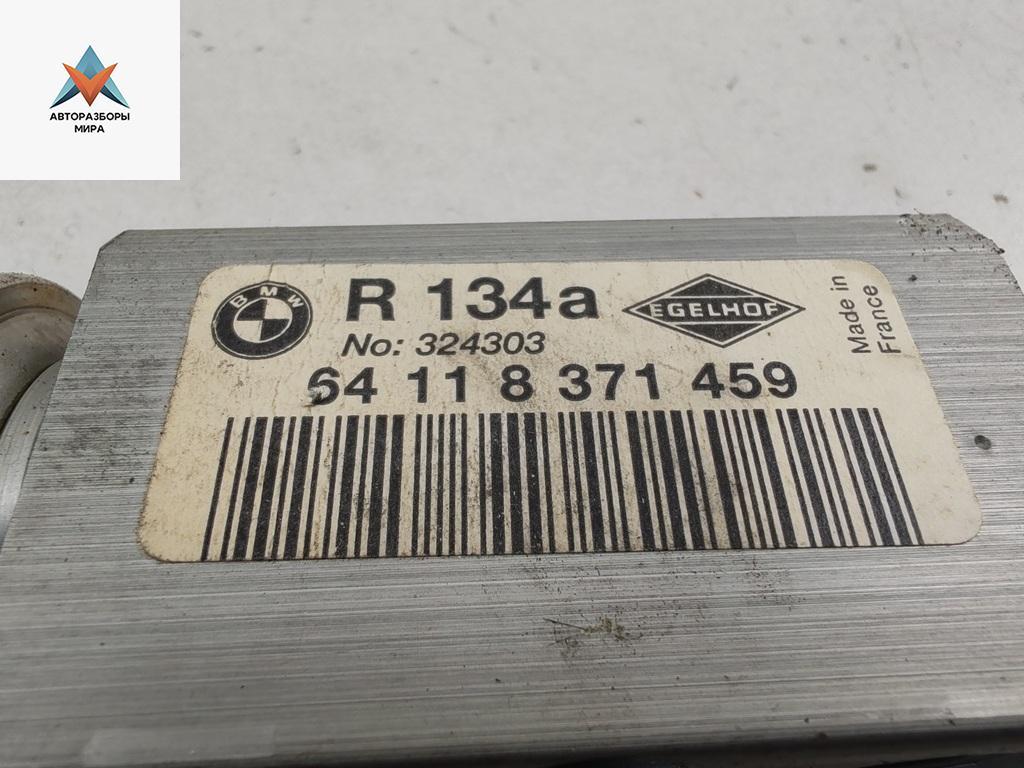 АВТОРАЗБОРЫ
МИРА
BMW
R 134a
EGELHOF
Made in
France
No: 324303
64 11 8 371 459